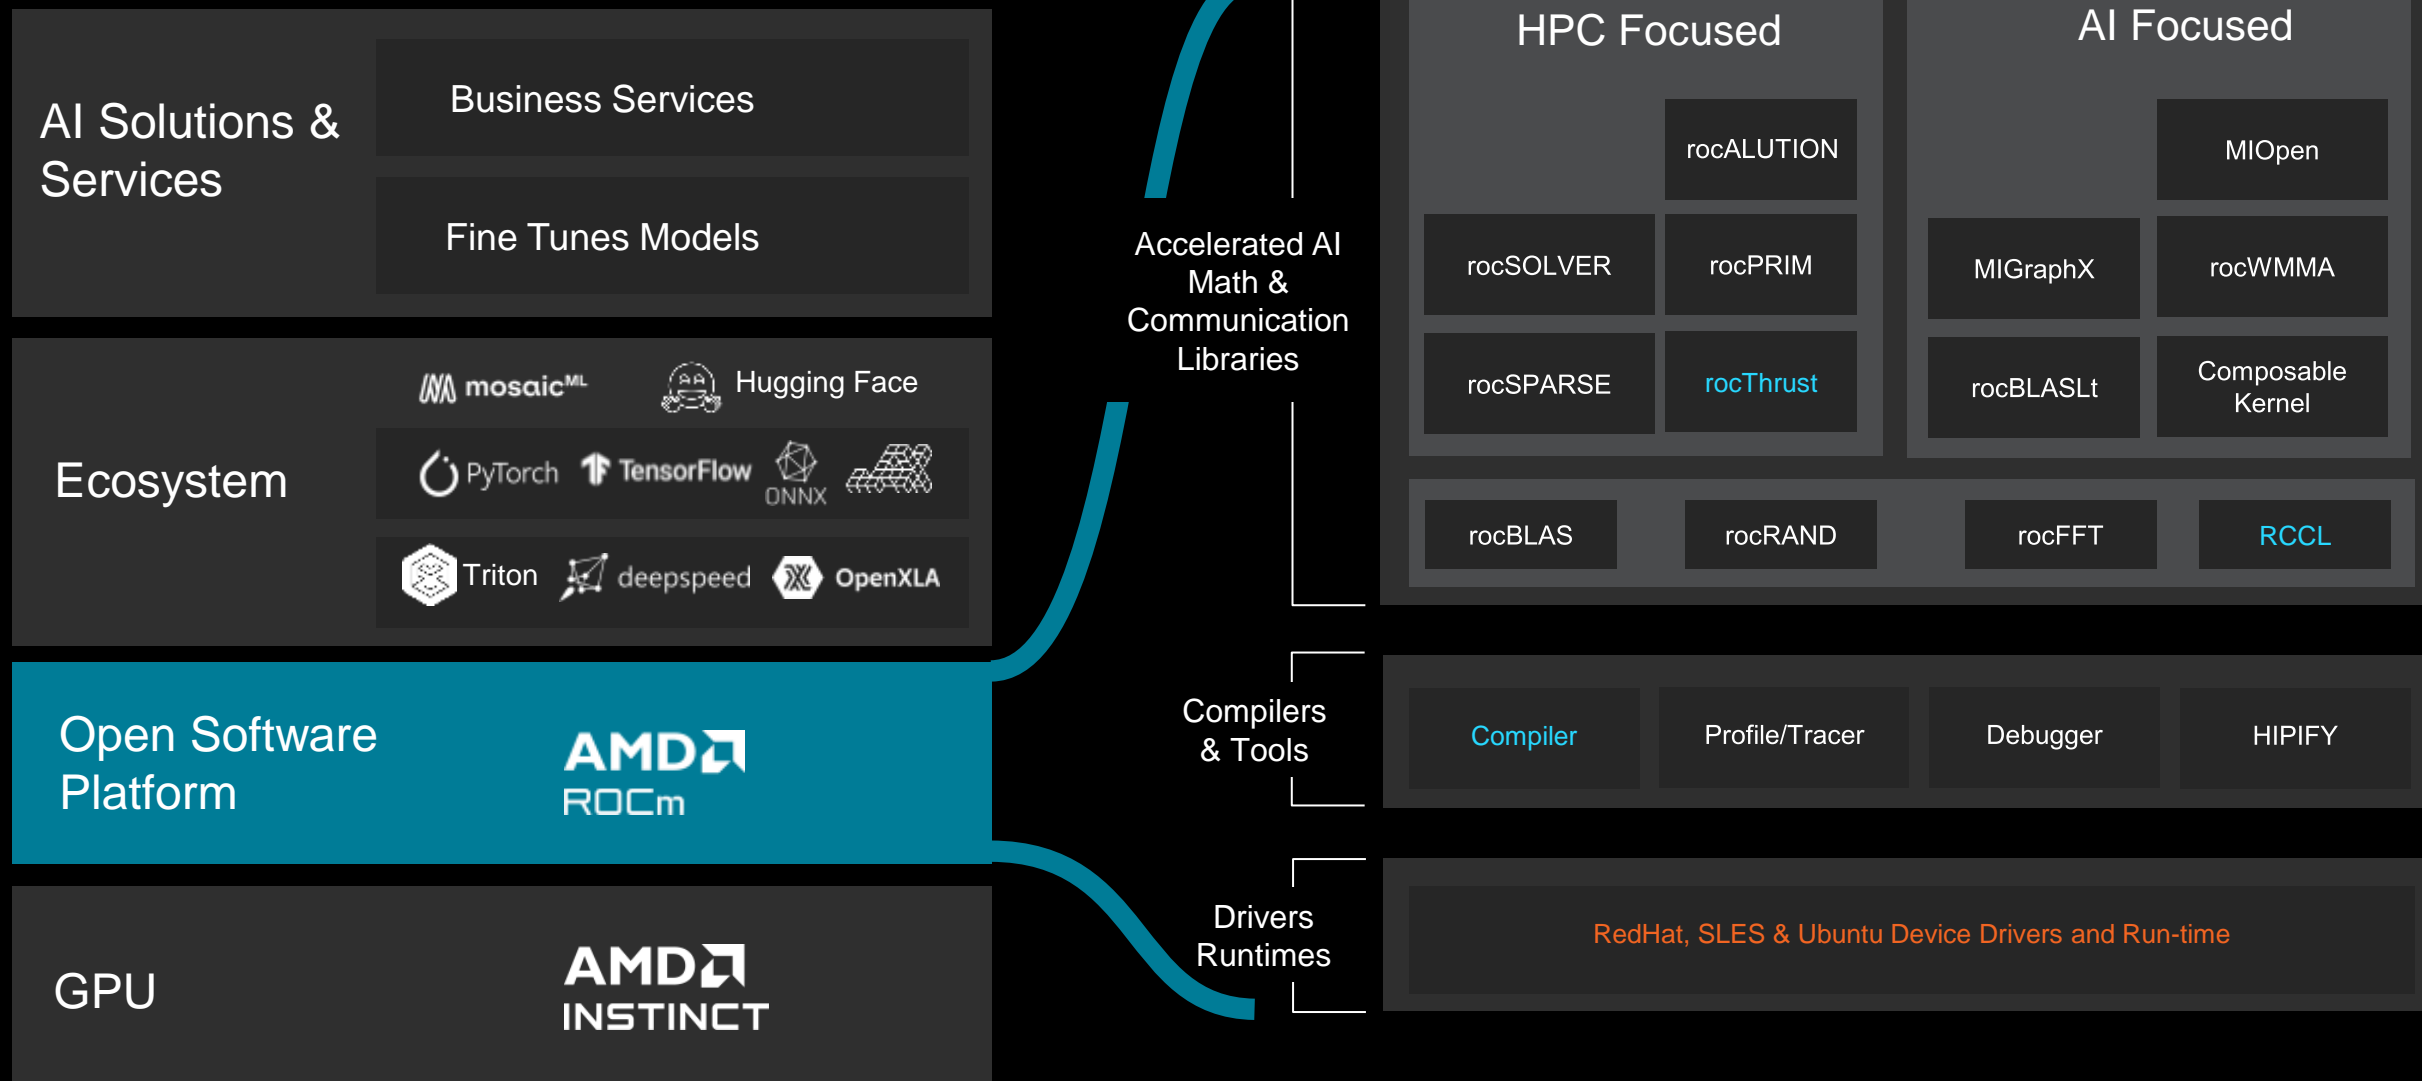 AI Solutions &
Services
Business Services
Fine Tunes Models
Ecosystem
mosaicML
Hugging Face
PyTorch
TensorFlow
ONNX
Triton
deepspeed
OpenXLA
Open Software
Platform
AMD
ROCm
GPU
AMD
INSTINCT
Accelerated AI
Math &
Communication
Libraries
HPC Focused
rocALUTION
rocSOLVER
rocPRIM
rocSPARSE
rocThrust
AI Focused
MIOpen
MIGraphX
rocWMMA
rocBLASLt
Composable
Kernel
rocBLAS
rocRAND
rocFFT
RCCL
Compilers
& Tools
Compiler
Profile/Tracer
Debugger
HIPIFY
Drivers
Runtimes
RedHat, SLES & Ubuntu Device Drivers and Run-time